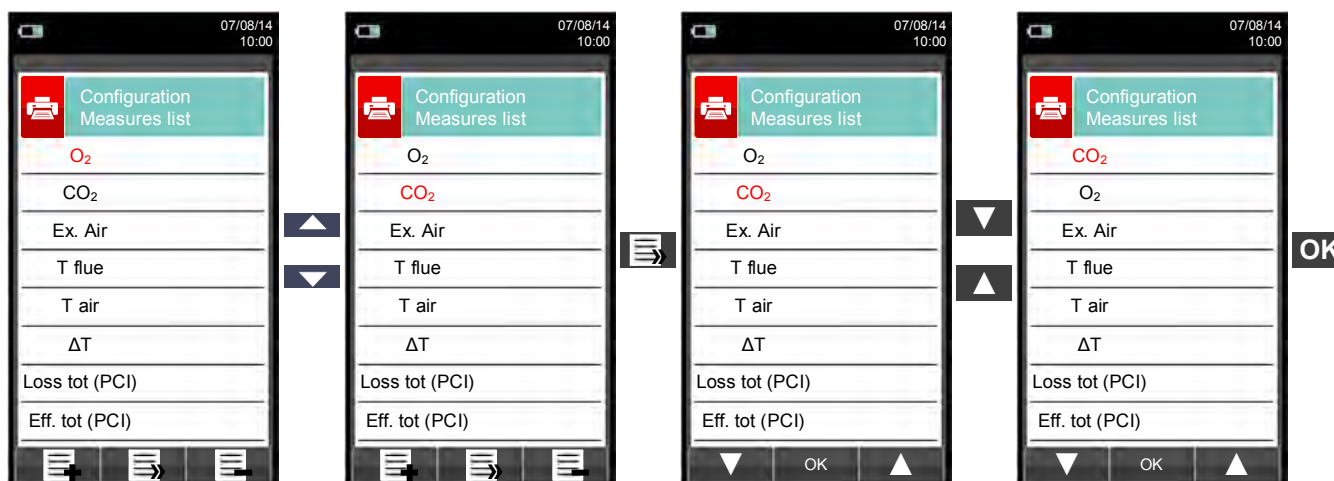 07/08/14
10:00
Configuration
Measures list
O₂
CO₂
Ex. Air
T flue
T air
ΔT
Loss tot (PCI)
Eff. tot (PCI)
07/08/14
10:00
Configuration
Measures list
O₂
CO₂
Ex. Air
T flue
T air
ΔT
Loss tot (PCI)
Eff. tot (PCI)
07/08/14
10:00
Configuration
Measures list
O₂
CO₂
Ex. Air
T flue
T air
ΔT
Loss tot (PCI)
Eff. tot (PCI)
OK
07/08/14
10:00
Configuration
Measures list
CO₂
O₂
Ex. Air
T flue
T air
ΔT
Loss tot (PCI)
Eff. tot (PCI)
OK
OK